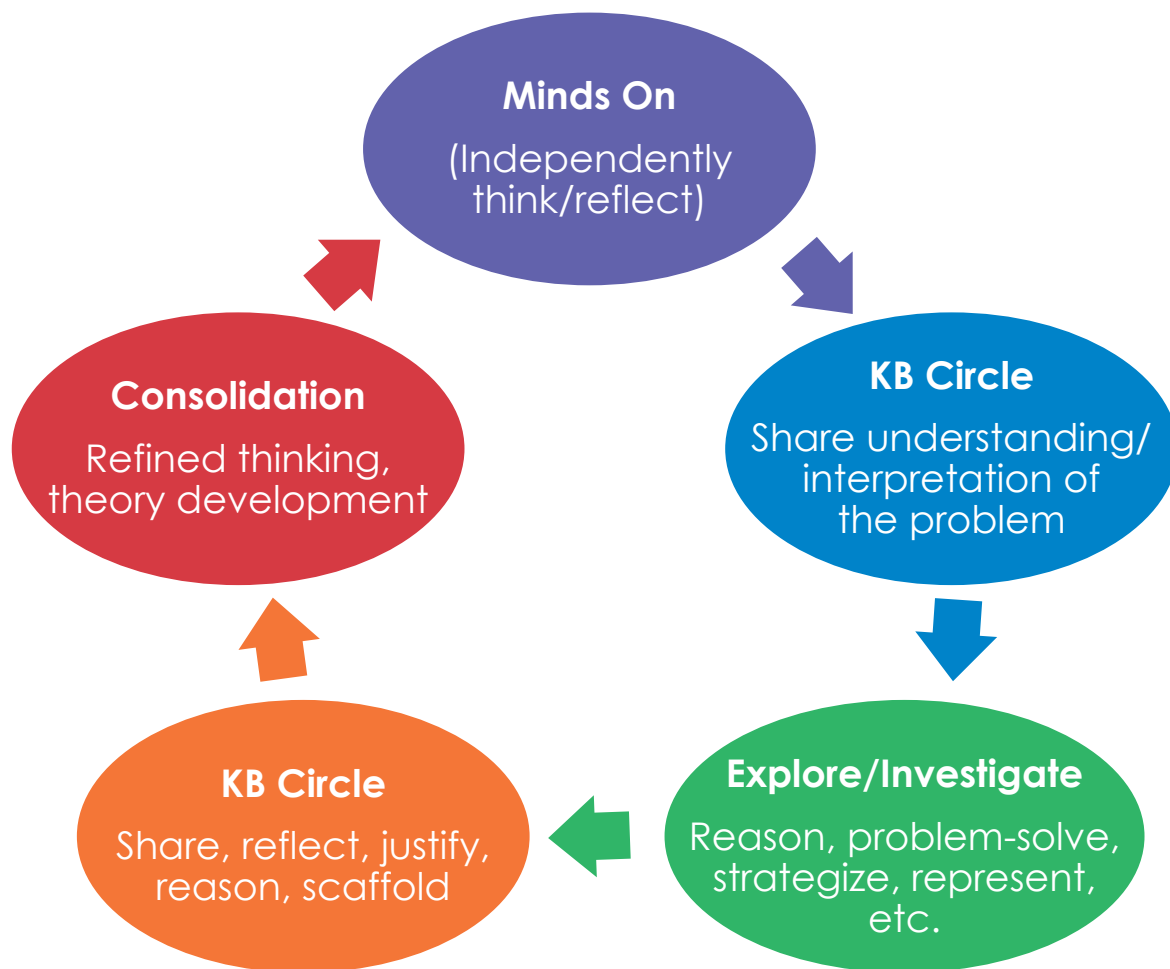 Minds On
(Independently
think/reflect)
KB Circle
Share understanding/
interpretation of
the problem
Explore/Investigate
Reason, problem-solve,
strategize, represent,
etc.
KB Circle
Share, reflect, justify,
reason, scaffold
Consolidation
Refined thinking,
theory development